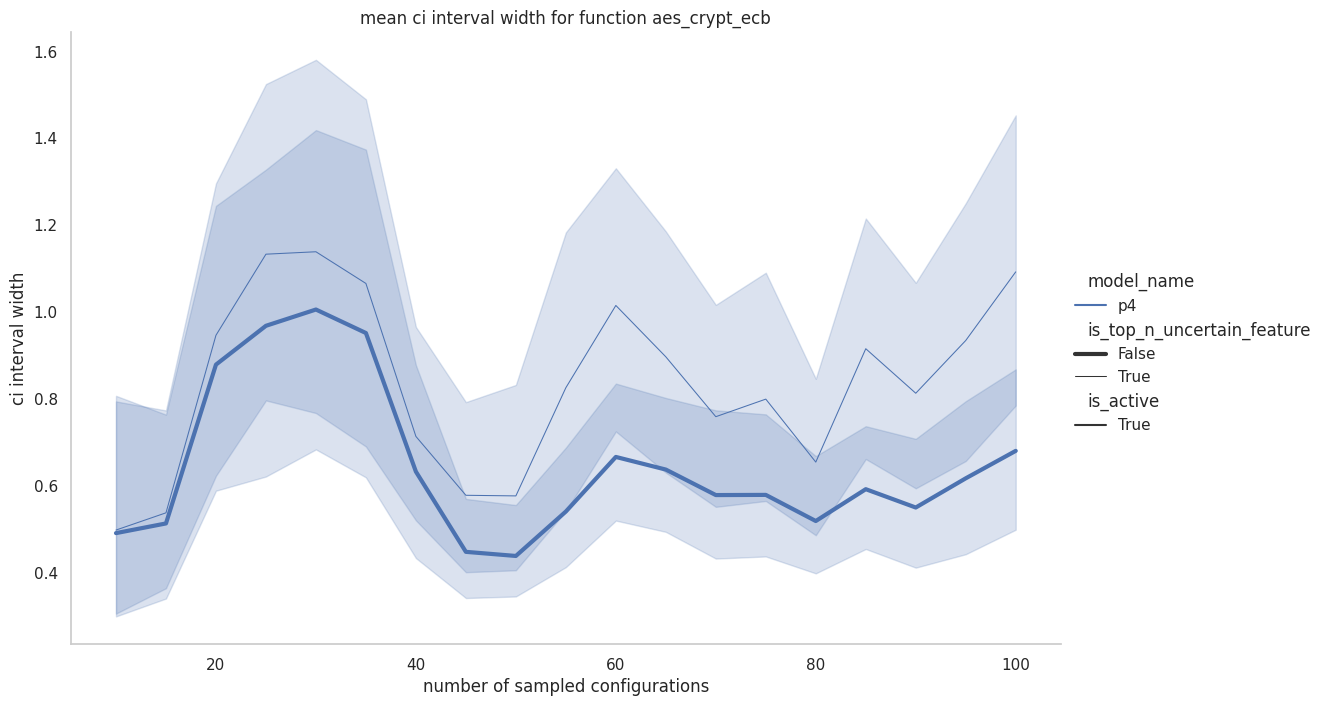 mean ci interval width for function aes_crypt_ecb
1.6
1.4
1.2
1.0
0.8
0.6
0.4
ci interval width
20
40
60
80
100
number of sampled configurations
model_name
p4
is_top_n_uncertain_feature
False
True
is_active
True